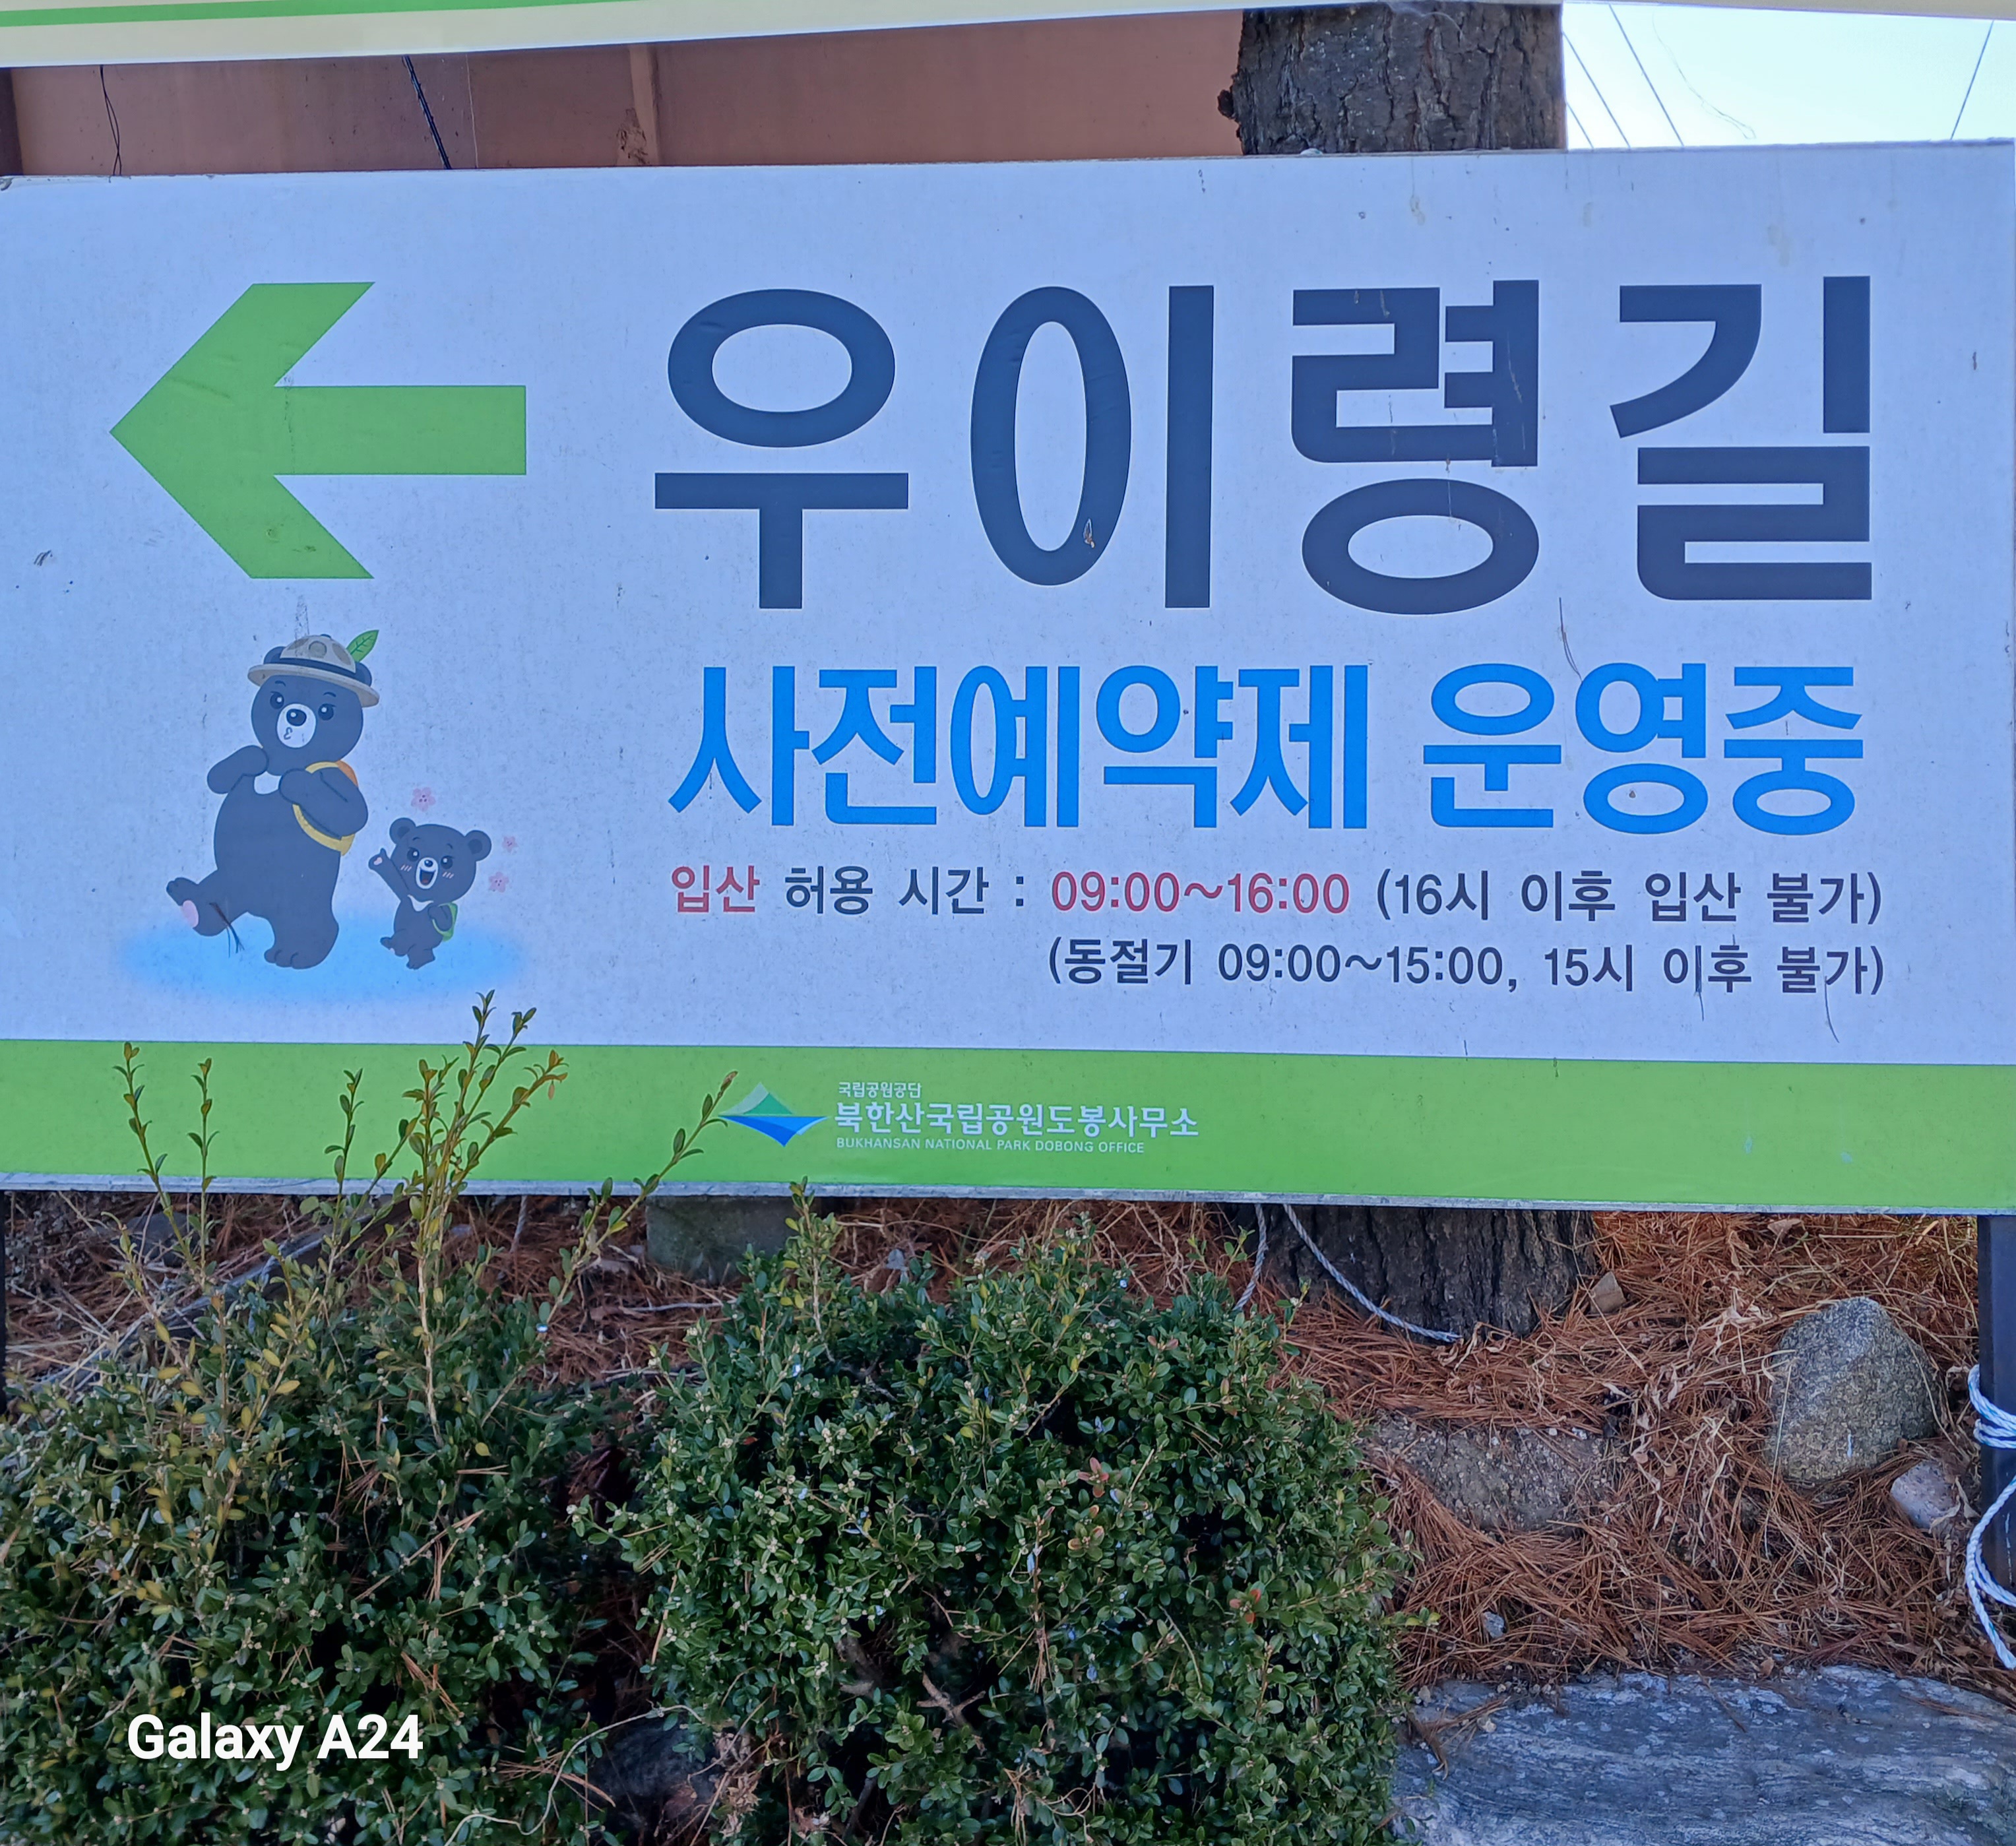 우이령길
사전예약제 운영중
입산 허용 시간 : 09:00~16:00 (16시 이후 입산 불가)
(동절기 09:00~15:00, 15시 이후 불가)
국립공원공단
북한산국립공원도봉사무소
BUKHANSAN NATIONAL PARK DOBONG OFFICE
Galaxy A24